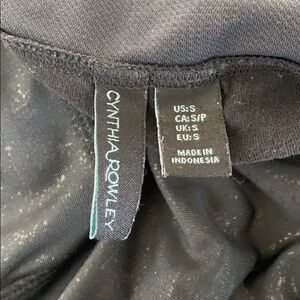 CYNTHIA ROWLEY
US:S
CA:S/P
UK:S
EU:S
MADE IN
INDONESIA